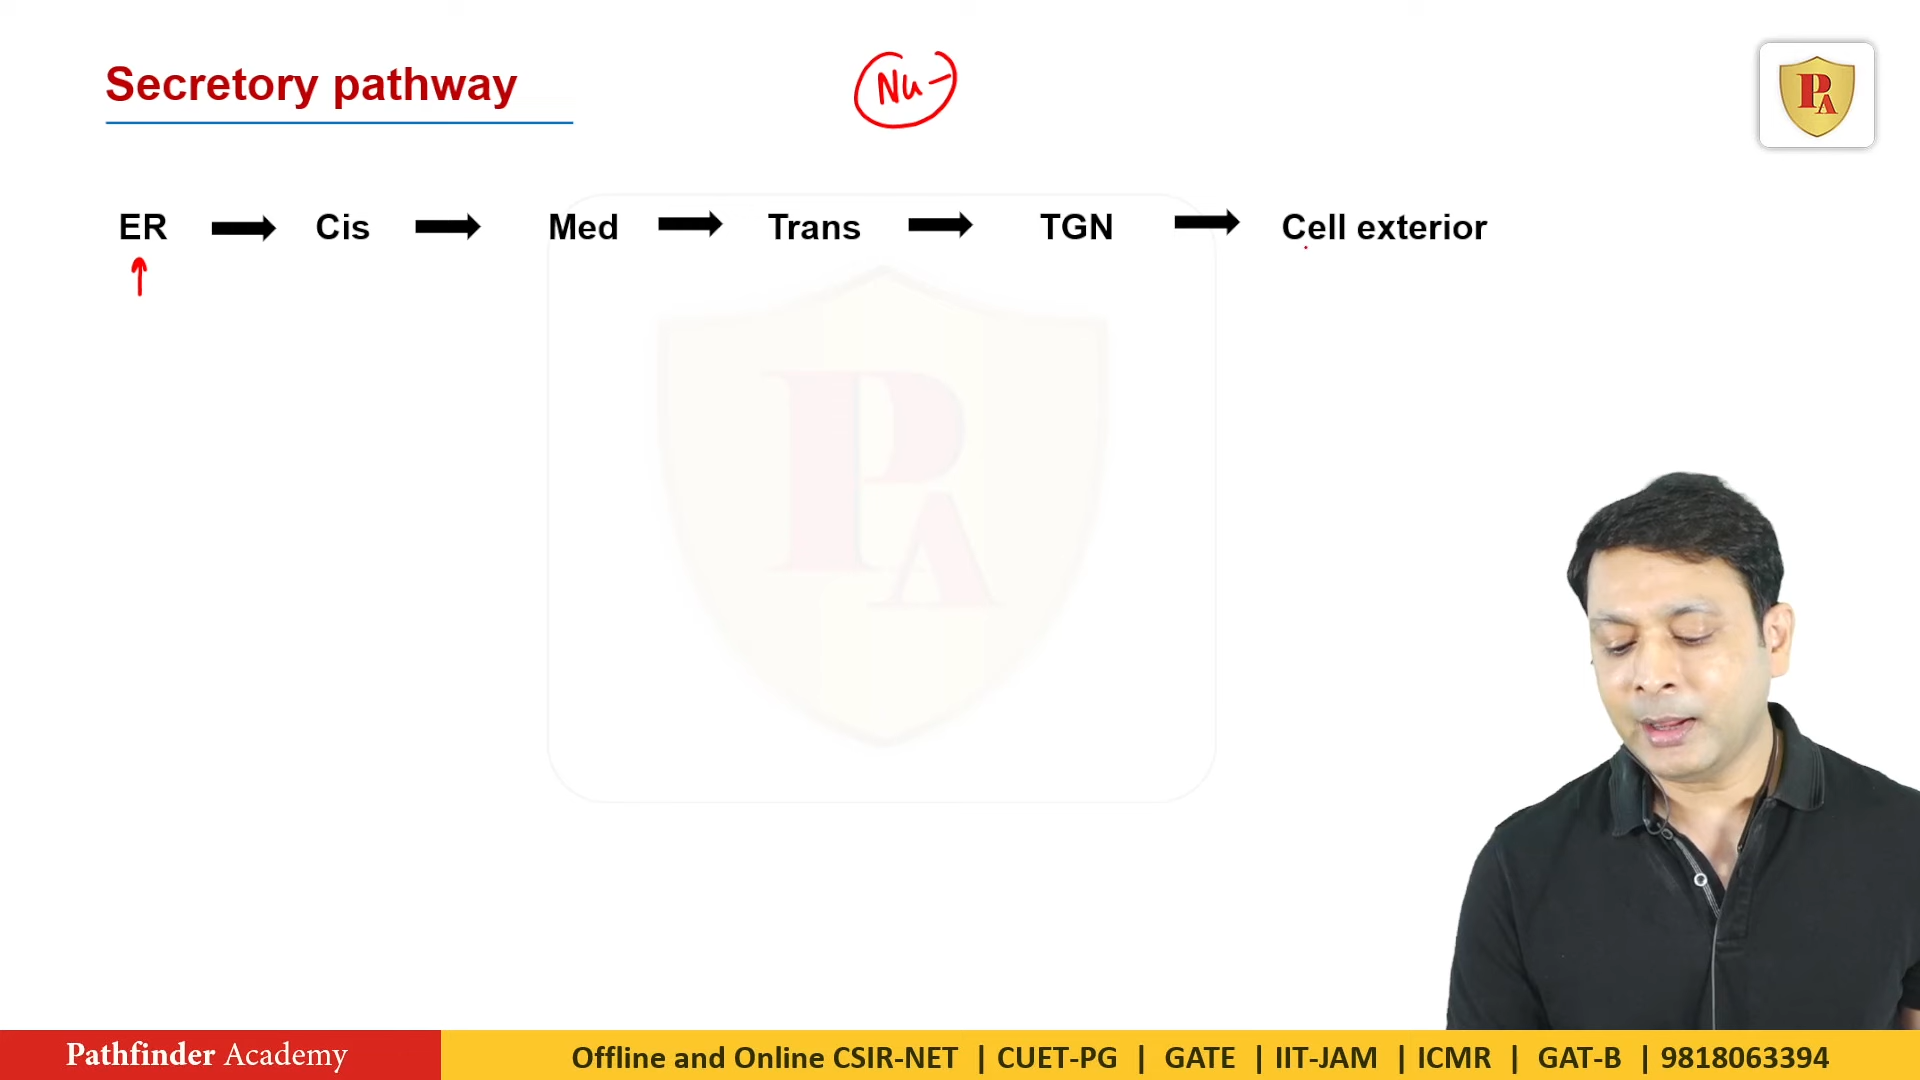 Secretory pathway
Nu-
PA
ER → Cis → Med → Trans → TGN → Cell exterior
PA
Pathfinder Academy
Offline and Online CSIR-NET | CUET-PG | GATE | IIT-JAM | ICMR | GAT-B | 9818063394